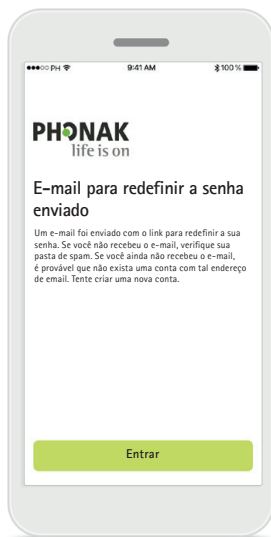 ●●●○○ PH 9:41 AM 100 %
PHONAK
life is on
E-mail para redefinir a senha
enviado
Um e-mail foi enviado com o link para redefinir a sua
senha. Se você não recebeu o e-mail, verifique sua
pasta de spam. Se você ainda não recebeu o e-mail,
é provável que não exista uma conta com tal endereço
de email. Tente criar uma nova conta.
Entrar